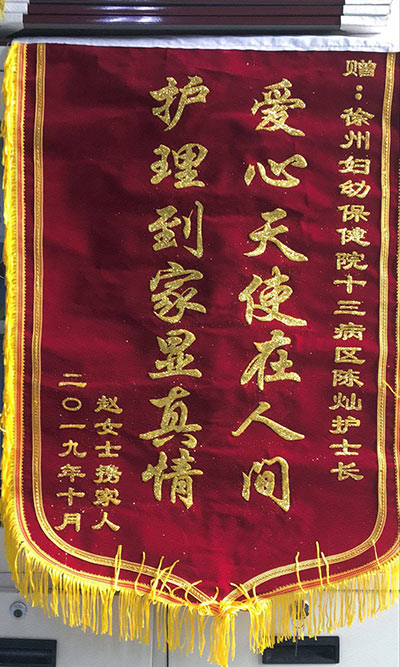 赠：徐州妇幼保健院十三病区陈灿护士长
爱心天使在人间
护理到家显真情
赵女士携家人
二〇一九年十月